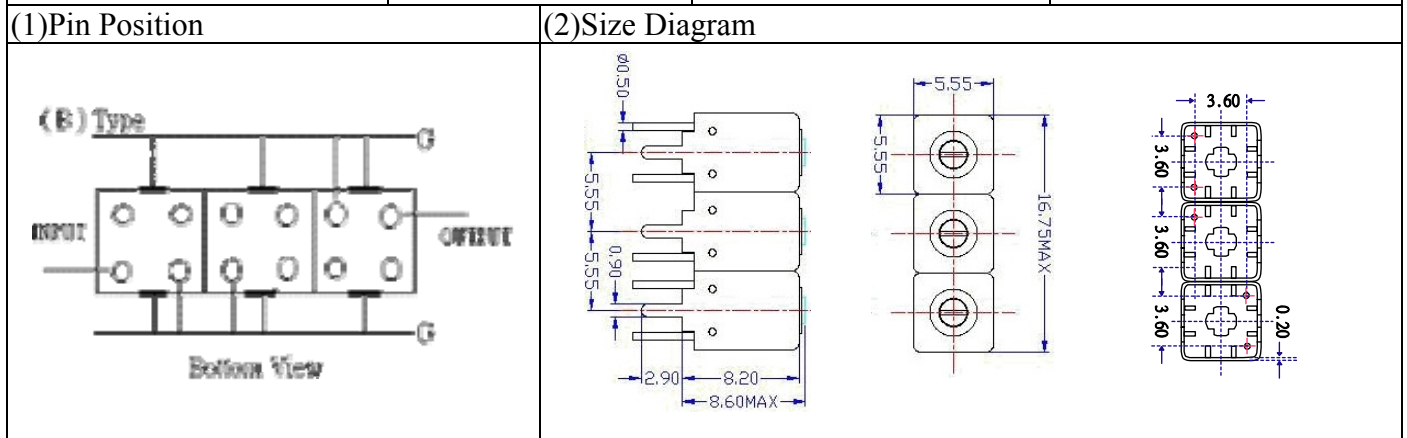 (1)Pin Position
(2)Size Diagram
(B)Type
G
INPUT
OUTPUT
G
Bottom View
ø0.50
5.55
5.55
0.90
2.90
8.20
8.60MAX
5.55
5.55
16.75MAX
3.60
3.60
3.60
3.60
0.20